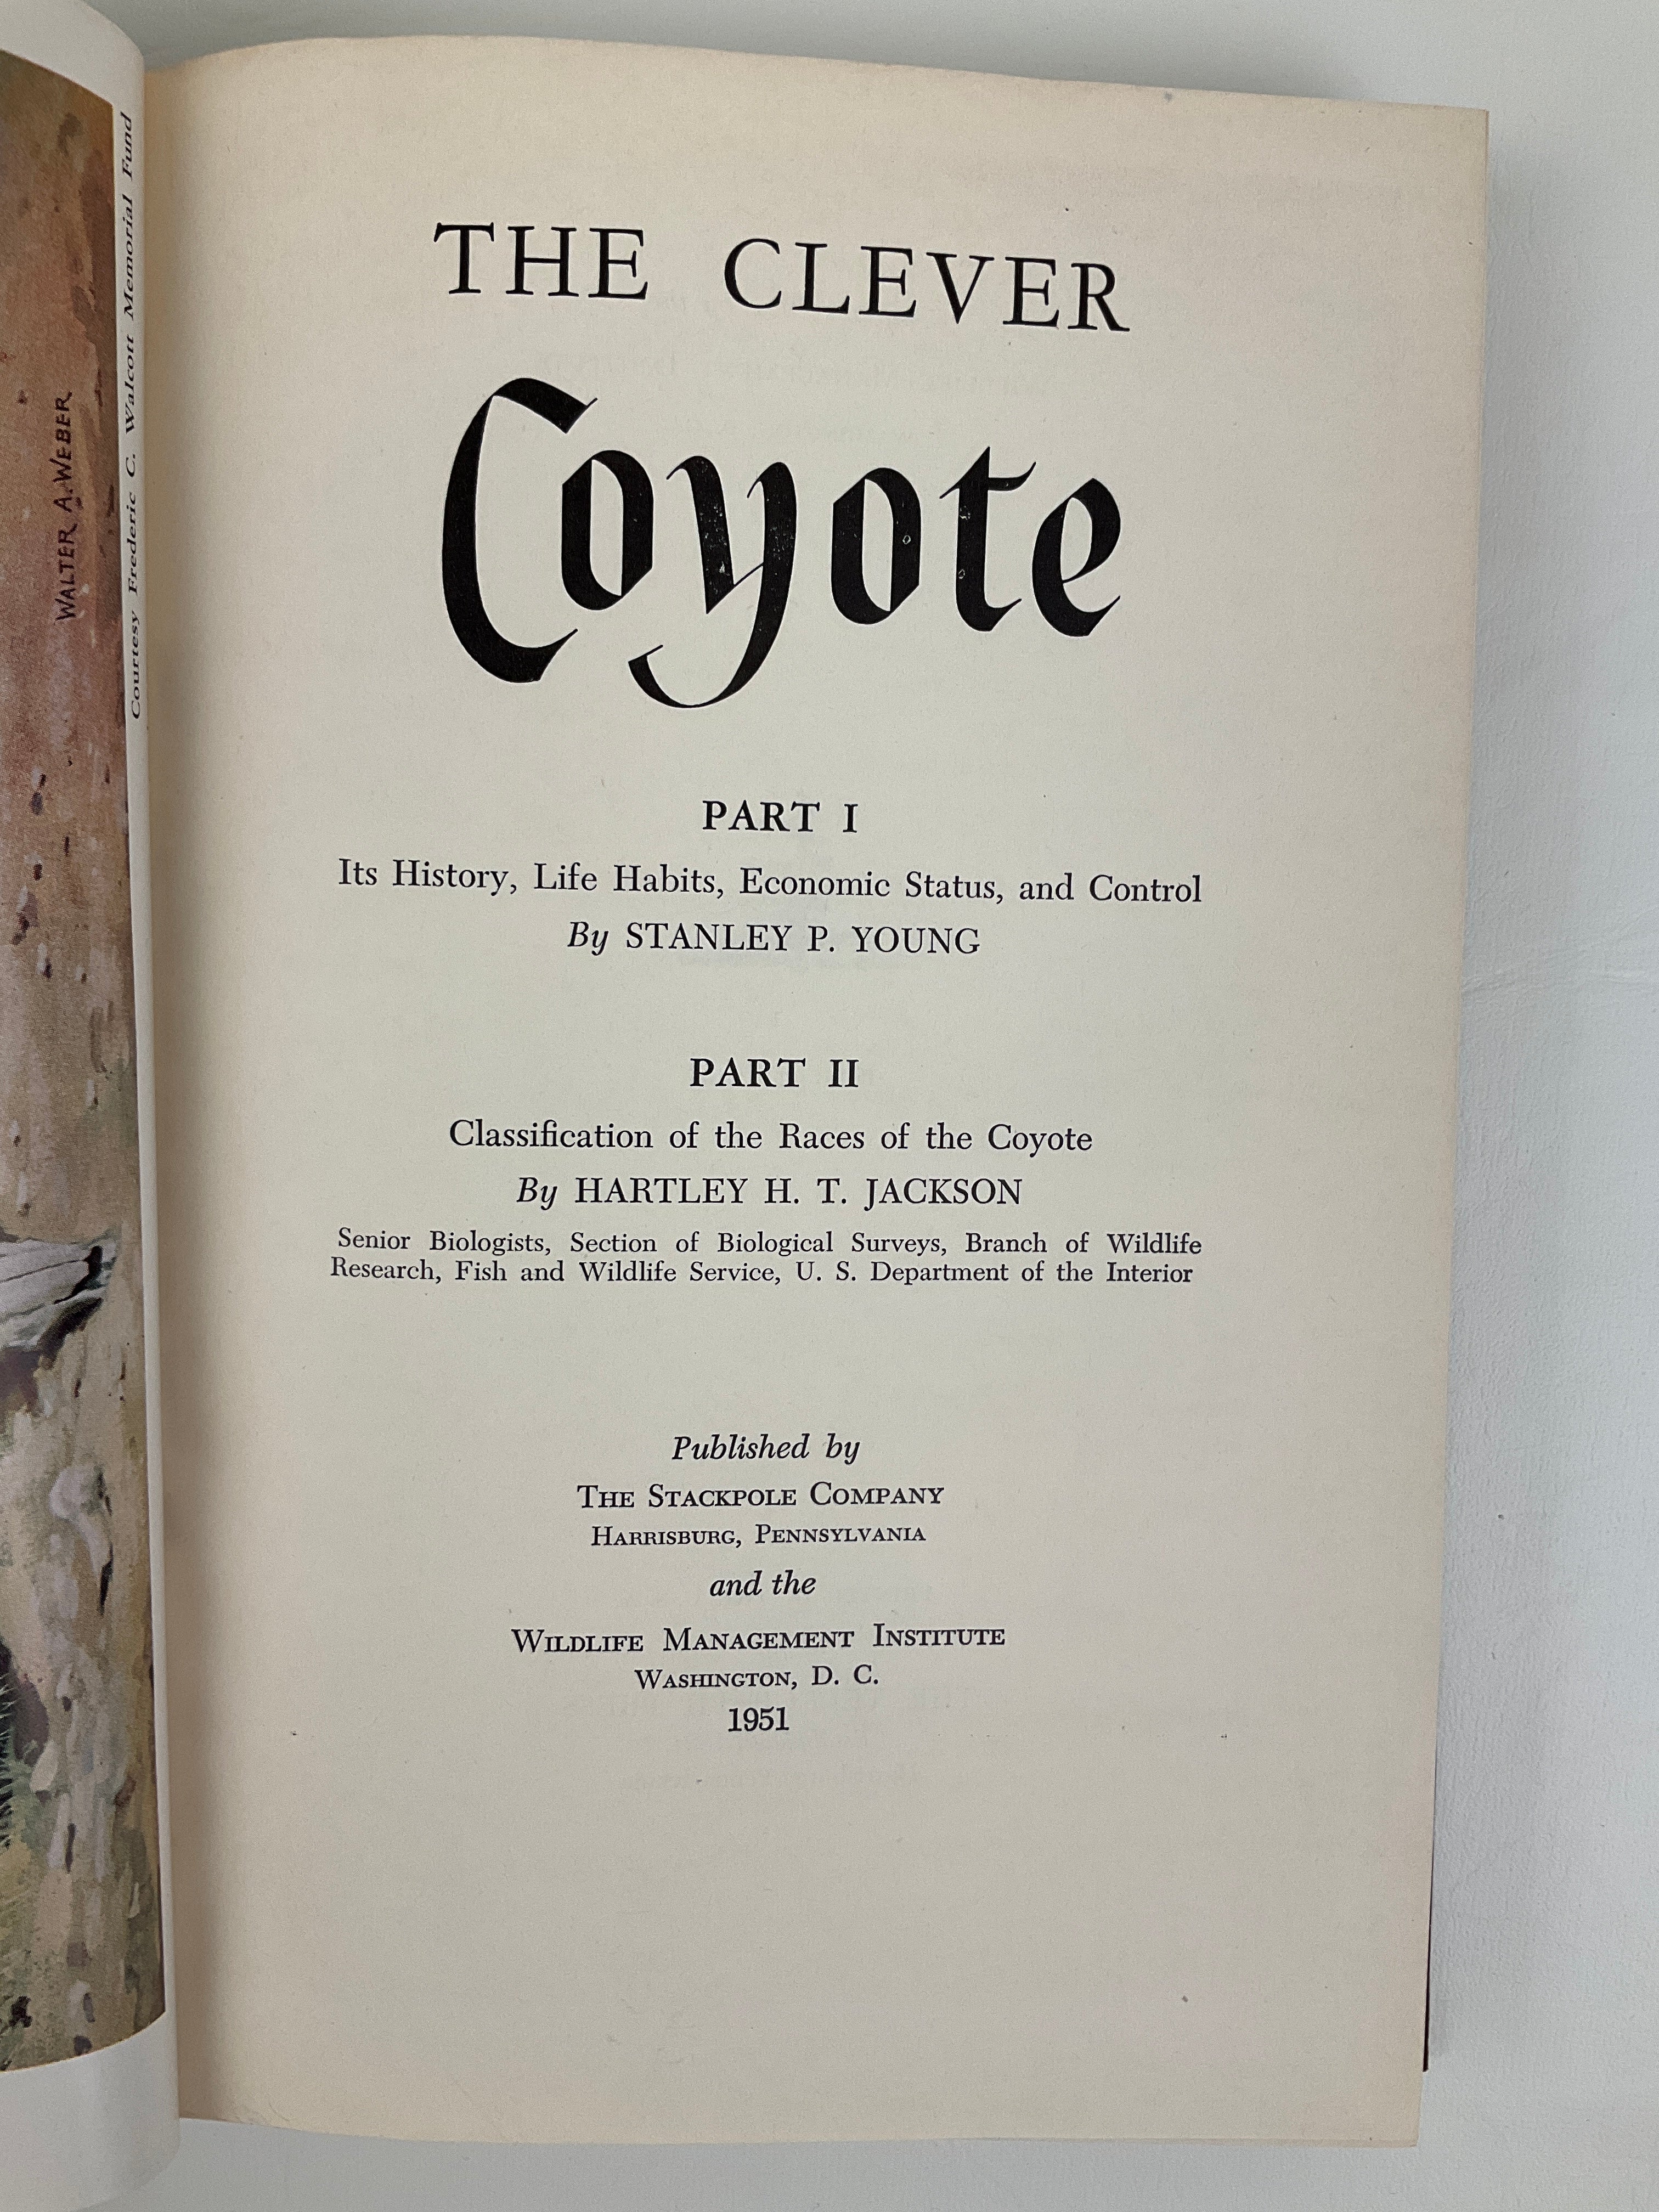 WALTER A. WEBER
Courtesy Frederic C. Walcott Memorial Fund
THE CLEVER
Coyote
PART I
Its History, Life Habits, Economic Status, and Control
By STANLEY P. YOUNG
PART II
Classification of the Races of the Coyote
By HARTLEY H. T. JACKSON
Senior Biologists, Section of Biological Surveys, Branch of Wildlife
Research, Fish and Wildlife Service, U. S. Department of the Interior
Published by
THE STACKPOLE COMPANY
HARRISBURG, PENNSYLVANIA
and the
WILDLIFE MANAGEMENT INSTITUTE
WASHINGTON, D. C.
1951